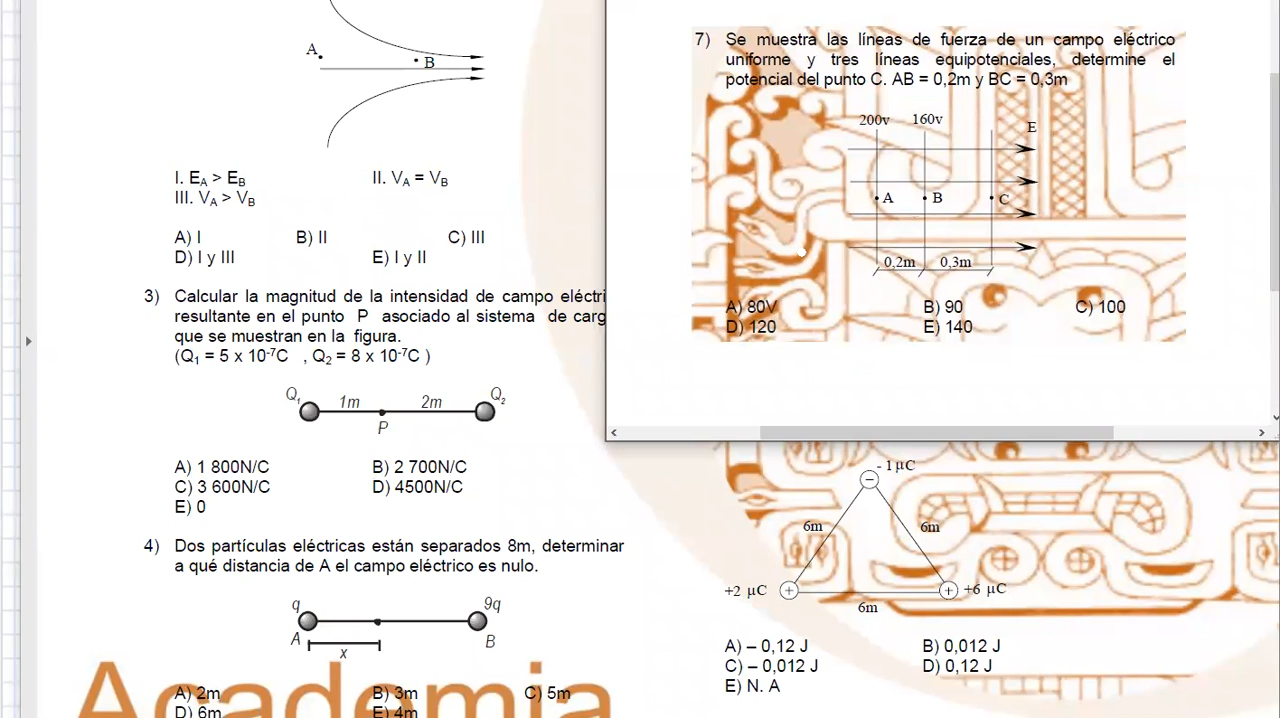 A
B
I. EA > EB
II. VA = VB
III. VA > VB
A) I
B) II
C) III
D) I y III
E) I y II
3) Calcular la magnitud de la intensidad de campo
resultante en el punto P asociado al sistema de
que se muestran en la figura.
(Q1 = 5 x 10-7C , Q2 = 8 x 10-7C )
Q1
1m
2m
Q2
P
A) 1 800N/C
B) 2 700N/C
C) 3 600N/C
D) 4500N/C
E) 0
4) Dos partículas eléctricas están separados 8m, determinar
a qué distancia de A el campo eléctrico es nulo.
q
9q
A
B
x
A) 2m
B) 3m
C) 5m
D) 6m
E) 4m
Academia
7) Se muestra las líneas de fuerza de un campo eléctrico
uniforme y tres líneas equipotenciales, determine el
potencial del punto C. AB = 0,2m y BC = 0,3m
200v
160v
E
A
B
C
0,2m
0,3m
A) 80V
B) 90
C) 100
D) 120
E) 140
- 1 µC
6m
6m
+2 µC
+6 µC
6m
A) – 0,12 J
B) 0,012 J
C) – 0,012 J
D) 0,12 J
E) N. A